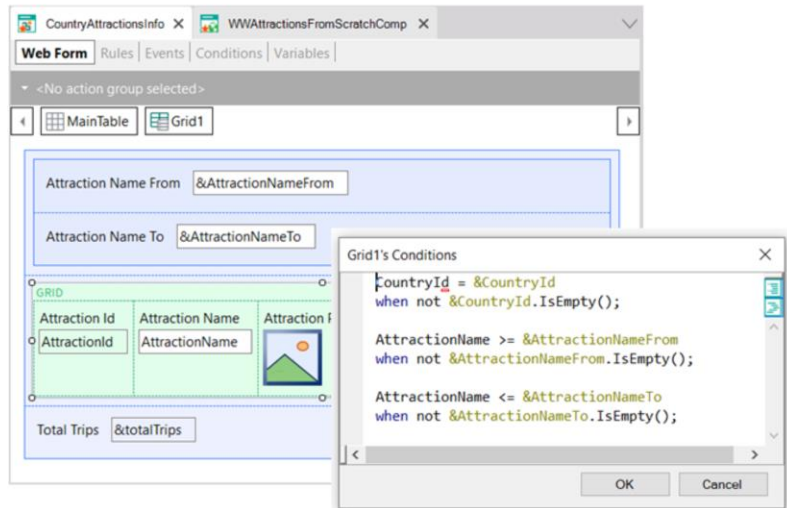 CountryAttractionsInfo X WWAttractionsFromScratchComp X
Web Form Rules Events Conditions Variables
<No action group selected>
MainTable Grid1
Attraction Name From &AttractionNameFrom
Attraction Name To &AttractionNameTo
GRID
Attraction Id Attraction Name Attraction
AttractionId AttractionName
Total Trips &totalTrips
Grid1's Conditions X
CountryId = &CountryId
when not &CountryId.IsEmpty();
AttractionName >= &AttractionNameFrom
when not &AttractionNameFrom.IsEmpty();
AttractionName <= &AttractionNameTo
when not &AttractionNameTo.IsEmpty();
OK Cancel